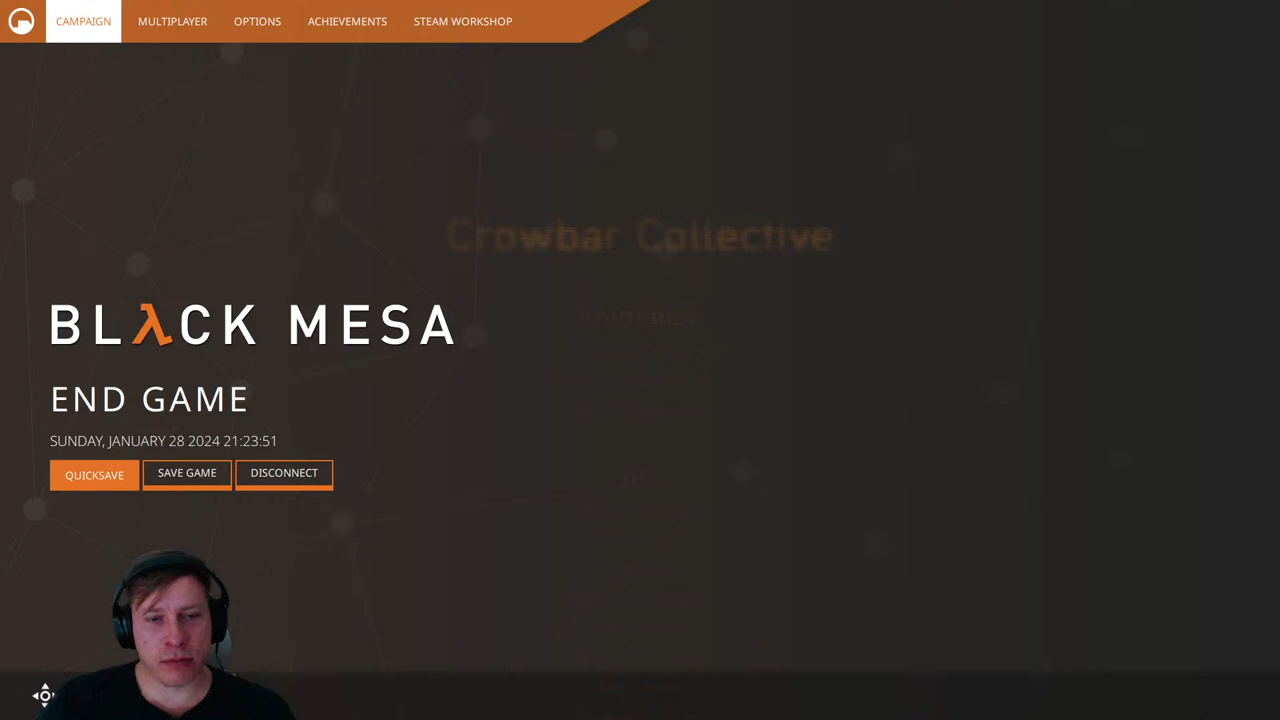 CAMPAIGN MULTIPLAYER OPTIONS ACHIEVEMENTS STEAM WORKSHOP
Crowbar Collective
Animation
BLλCK MESA
END GAME
SUNDAY, JANUARY 28 2024 21:23:51
QUICKSAVE SAVE GAME DISCONNECT